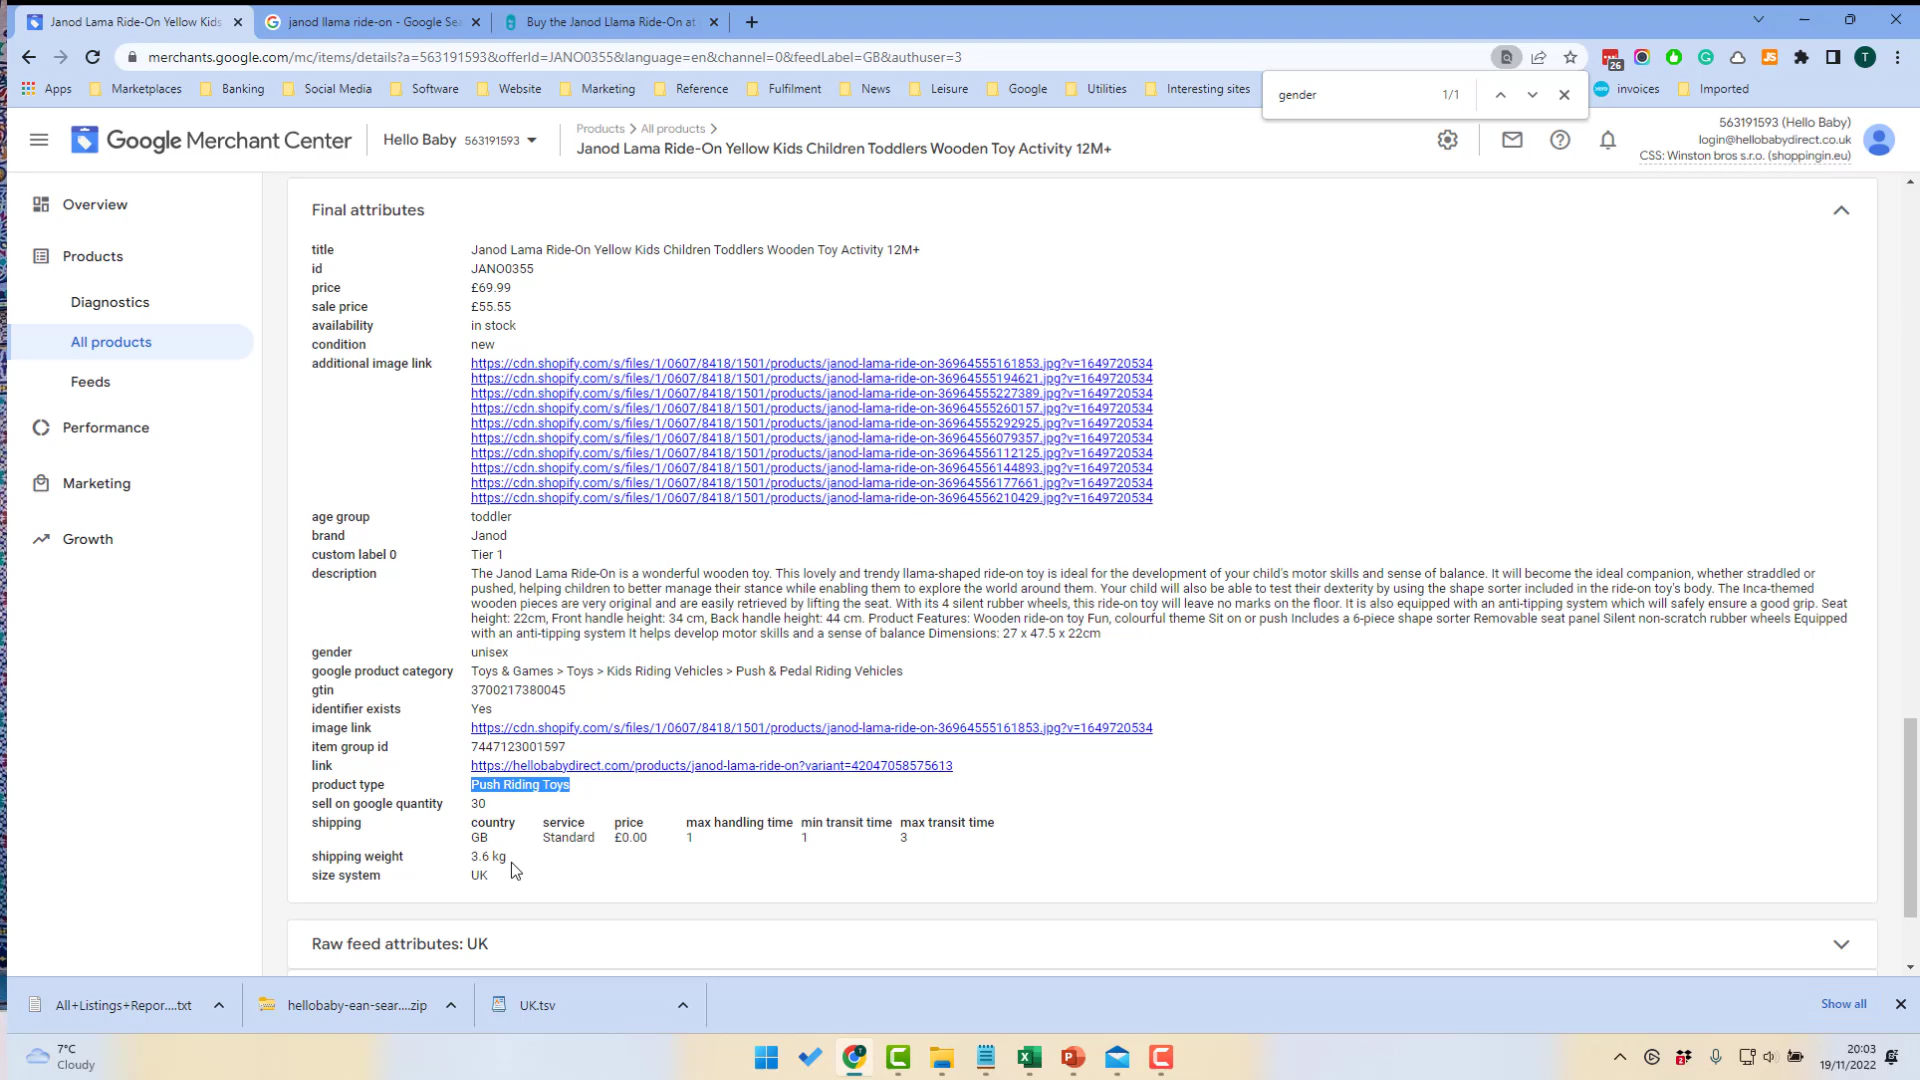 Janod Lama Ride-On Yellow Kids
janod llama ride-on - Google Sea
Buy the Janod Llama Ride-On at
merchants.google.com/mc/items/details?a=563191593&offerId=JANO0355&language=en&channel=0&feedLabel=GB&authuser=3
26
JS
T
Apps
Marketplaces
Banking
Social Media
Software
Website
Marketing
Reference
Fulfilment
News
Leisure
Google
Utilities
Interesting sites
invoices
Imported
gender
1/1
Google Merchant Center
Hello Baby 563191593
Products > All products >
Janod Lama Ride-On Yellow Kids Children Toddlers Wooden Toy Activity 12M+
563191593 (Hello Baby)
login@hellobabydirect.co.uk
CSS: Winston bros s.r.o. (shoppingin.eu)
Overview
Products
Diagnostics
All products
Feeds
Performance
Marketing
Growth
Final attributes
title Janod Lama Ride-On Yellow Kids Children Toddlers Wooden Toy Activity 12M+
id JANO0355
price £69.99
sale price £55.55
availability in stock
condition new
additional image link https://cdn.shopify.com/s/files/1/0607/8418/1501/products/janod-lama-ride-on-36964555161853.jpg?v=1649720534
https://cdn.shopify.com/s/files/1/0607/8418/1501/products/janod-lama-ride-on-36964555194621.jpg?v=1649720534
https://cdn.shopify.com/s/files/1/0607/8418/1501/products/janod-lama-ride-on-36964555227389.jpg?v=1649720534
https://cdn.shopify.com/s/files/1/0607/8418/1501/products/janod-lama-ride-on-36964555260157.jpg?v=1649720534
https://cdn.shopify.com/s/files/1/0607/8418/1501/products/janod-lama-ride-on-36964555292925.jpg?v=1649720534
https://cdn.shopify.com/s/files/1/0607/8418/1501/products/janod-lama-ride-on-36964556079357.jpg?v=1649720534
https://cdn.shopify.com/s/files/1/0607/8418/1501/products/janod-lama-ride-on-36964556112125.jpg?v=1649720534
https://cdn.shopify.com/s/files/1/0607/8418/1501/products/janod-lama-ride-on-36964556144893.jpg?v=1649720534
https://cdn.shopify.com/s/files/1/0607/8418/1501/products/janod-lama-ride-on-36964556177661.jpg?v=1649720534
https://cdn.shopify.com/s/files/1/0607/8418/1501/products/janod-lama-ride-on-36964556210429.jpg?v=1649720534
age group toddler
brand Janod
custom label 0 Tier 1
description The Janod Lama Ride-On is a wonderful wooden toy. This lovely and trendy llama-shaped ride-on toy is ideal for the development of your child's motor skills and sense of balance. It will become the ideal companion, whether straddled or
pushed, helping children to better manage their stance while enabling them to explore the world around them. Your child will also be able to test their dexterity by using the shape sorter included in the ride-on toy's body. The Inca-themed
wooden pieces are very original and are easily retrieved by lifting the seat. With its 4 silent rubber wheels, this ride-on toy will leave no marks on the floor. It is also equipped with an anti-tipping system which will safely ensure a good grip. Seat
height: 22cm, Front handle height: 34 cm, Back handle height: 44 cm. Product Features: Wooden ride-on toy Fun, colourful theme Sit on or push Includes a 6-piece shape sorter Removable seat panel Silent non-scratch rubber wheels Equipped
with an anti-tipping system It helps develop motor skills and a sense of balance Dimensions: 27 x 47.5 x 22cm
gender unisex
google product category Toys & Games > Toys > Kids Riding Vehicles > Push & Pedal Riding Vehicles
gtin 3700217380045
identifier exists Yes
image link https://cdn.shopify.com/s/files/1/0607/8418/1501/products/janod-lama-ride-on-36964555161853.jpg?v=1649720534
item group id 7447123001597
link https://hellobabydirect.com/products/janod-lama-ride-on?variant=42047058575613
product type Push Riding Toys
sell on google quantity 30
shipping country service price max handling time min transit time max transit time
GB Standard £0.00 1 1 3
shipping weight 3.6 kg
size system UK
Raw feed attributes: UK
All+Listings+Repor....txt
hellobaby-ean-sear....zip
UK.tsv
Show all
7°C
Cloudy
20:03
19/11/2022